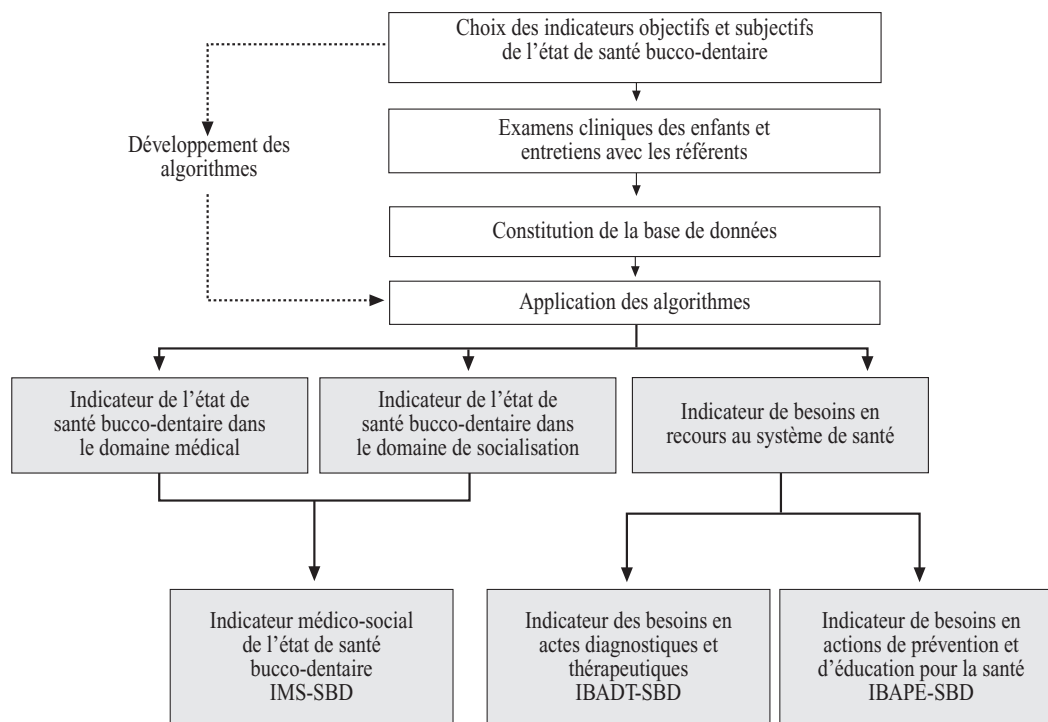 Choix des indicateurs objectifs et subjectifs
de l’état de santé bucco-dentaire
Examens cliniques des enfants et
entretiens avec les référents
Développement des
algorithmes
Constitution de la base de données
Application des algorithmes
Indicateur de l’état de
santé bucco-dentaire dans
le domaine médical
Indicateur de l’état de
santé bucco-dentaire dans
le domaine de socialisation
Indicateur de besoins en
recours au système de santé
Indicateur médico-social
de l’état de santé
bucco-dentaire
IMS-SBD
Indicateur des besoins en
actes diagnostiques et
thérapeutiques
IBADT-SBD
Indicateur de besoins en
actions de prévention et
d’éducation pour la santé
IBAPE-SBD